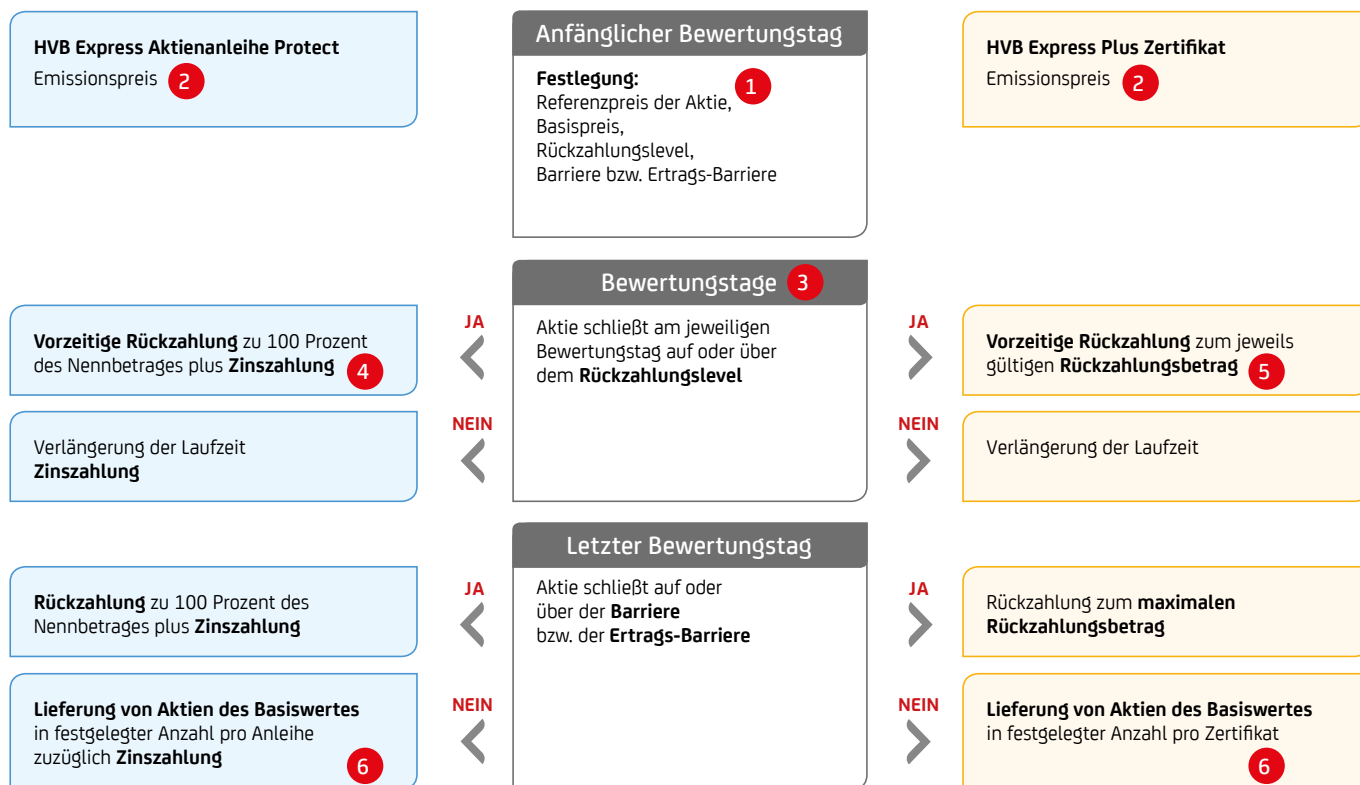 HVB Express Aktienanleihe Protect
Emissionspreis 2
Anfänglicher Bewertungstag
Festlegung: 1
Referenzpreis der Aktie,
Basispreis,
Rückzahlungslevel,
Barriere bzw. Ertrags-Barriere
HVB Express Plus Zertifikat
Emissionspreis 2
Bewertungstage 3
Aktie schließt am jeweiligen
Bewertungstag auf oder über
dem Rückzahlungslevel
JA
Vorzeitige Rückzahlung zu 100 Prozent
des Nennbetrages plus Zinszahlung 4
JA
Vorzeitige Rückzahlung zum jeweils
gültigen Rückzahlungsbetrag 5
NEIN
Verlängerung der Laufzeit
Zinszahlung
NEIN
Verlängerung der Laufzeit
Letzter Bewertungstag
Aktie schließt auf oder
über der Barriere
bzw. der Ertrags-Barriere
JA
Rückzahlung zu 100 Prozent des
Nennbetrages plus Zinszahlung
JA
Rückzahlung zum maximalen
Rückzahlungsbetrag
NEIN
Lieferung von Aktien des Basiswertes
in festgelegter Anzahl pro Anleihe
zuzüglich Zinszahlung 6
NEIN
Lieferung von Aktien des Basiswertes
in festgelegter Anzahl pro Zertifikat
6